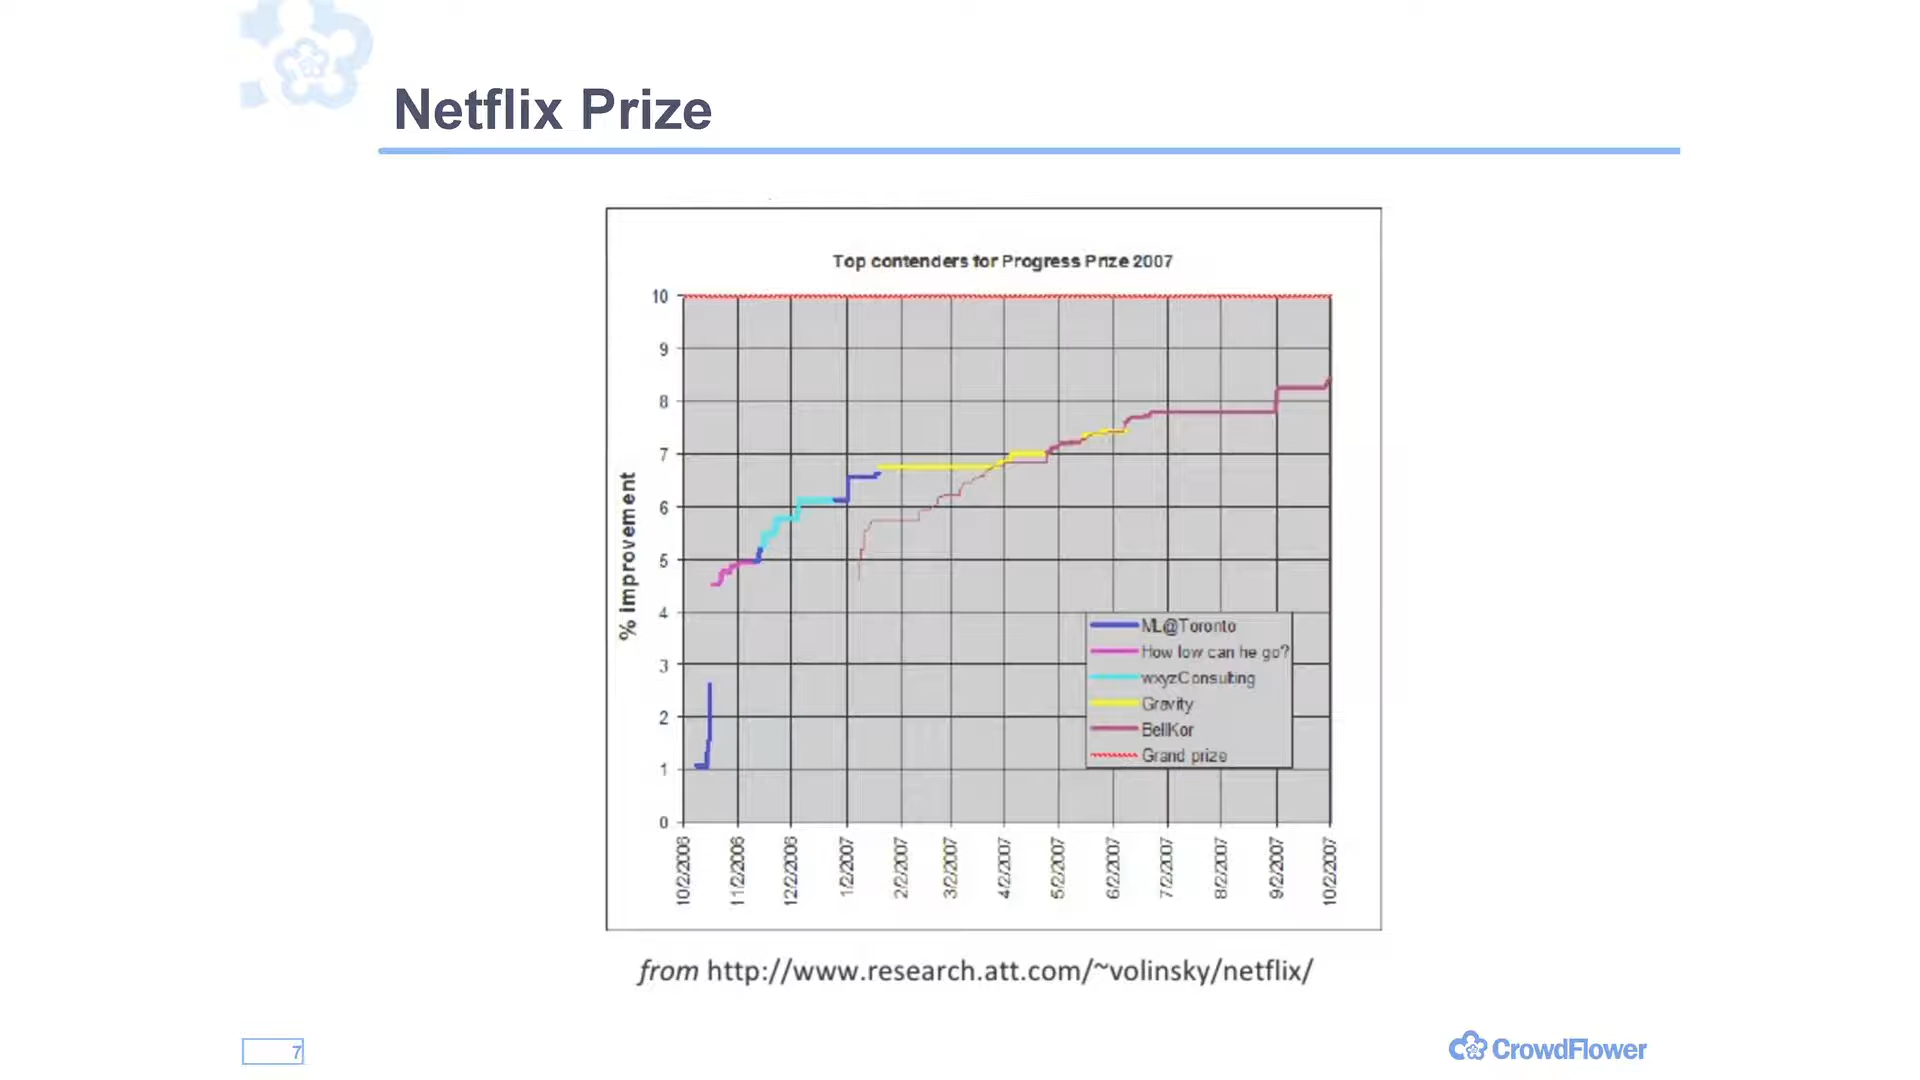 Netflix Prize
Top contenders for Progress Prize 2007
10
9
8
7
6
5
4
3
2
1
0
% improvement
ML@Toronto
How low can he go?
wxyzConsulting
Gravity
BellKor
Grand prize
10/2/2006
11/2/2006
12/2/2006
1/2/2007
2/2/2007
3/2/2007
4/2/2007
5/2/2007
6/2/2007
7/2/2007
8/2/2007
9/2/2007
10/2/2007
from http://www.research.att.com/~volinsky/netflix/
7
CrowdFlower